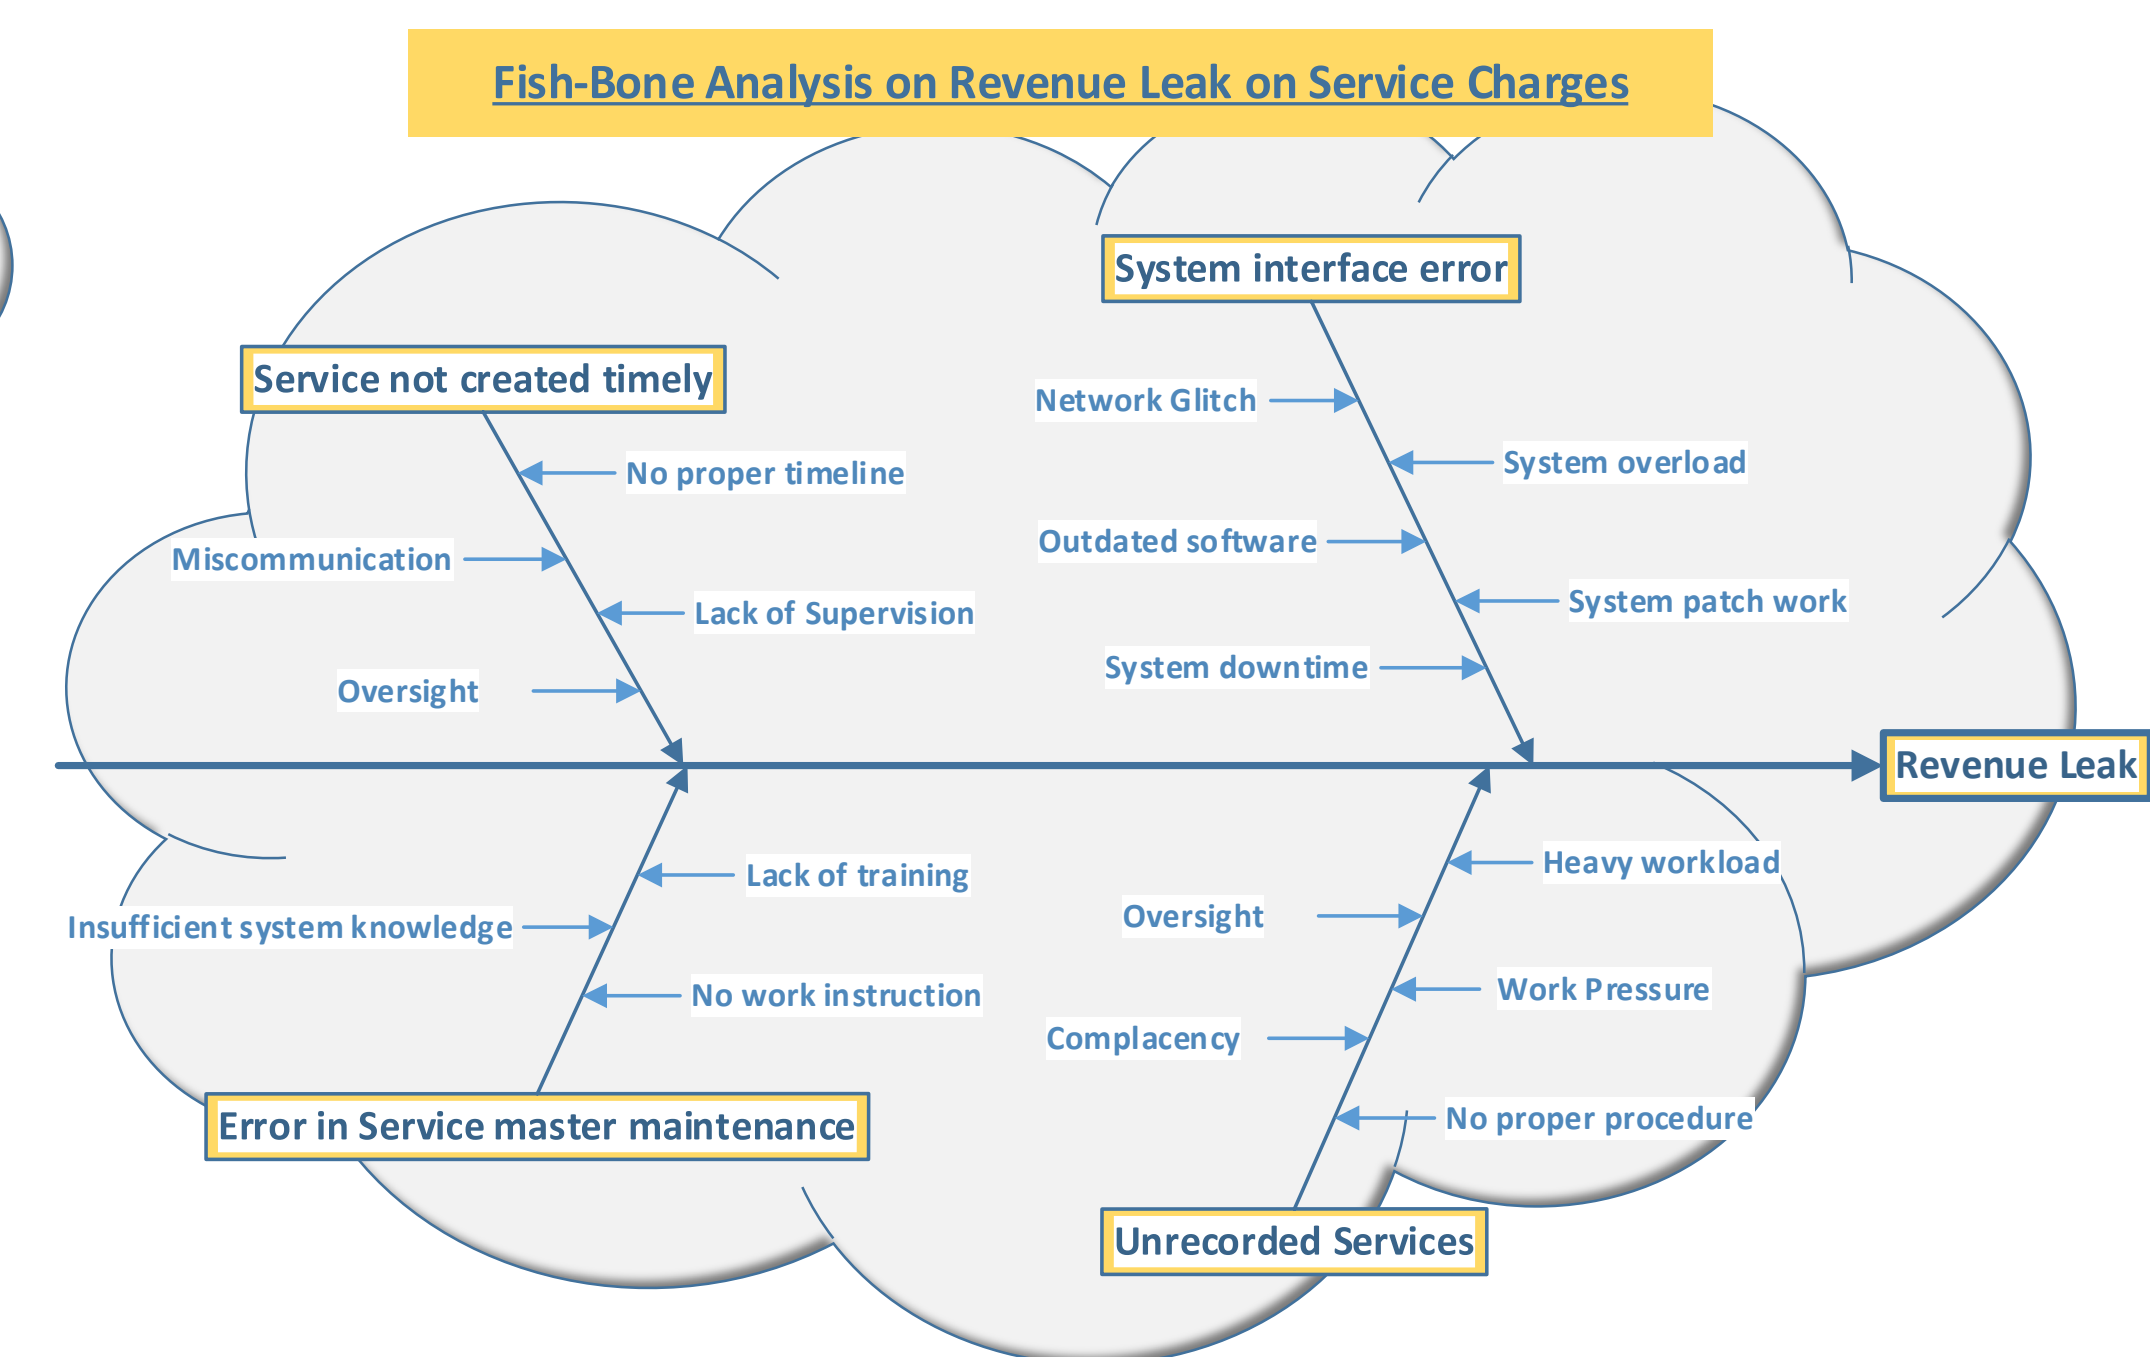 Fish-Bone Analysis on Revenue Leak on Service Charges
System interface error
Service not created timely
Network Glitch
System overload
No proper timeline
Outdated software
Miscommunication
System patch work
Lack of Supervision
System downtime
Oversight
Revenue Leak
Heavy workload
Lack of training
Oversight
Insufficient system knowledge
Work Pressure
No work instruction
Complacency
No proper procedure
Error in Service master maintenance
Unrecorded Services